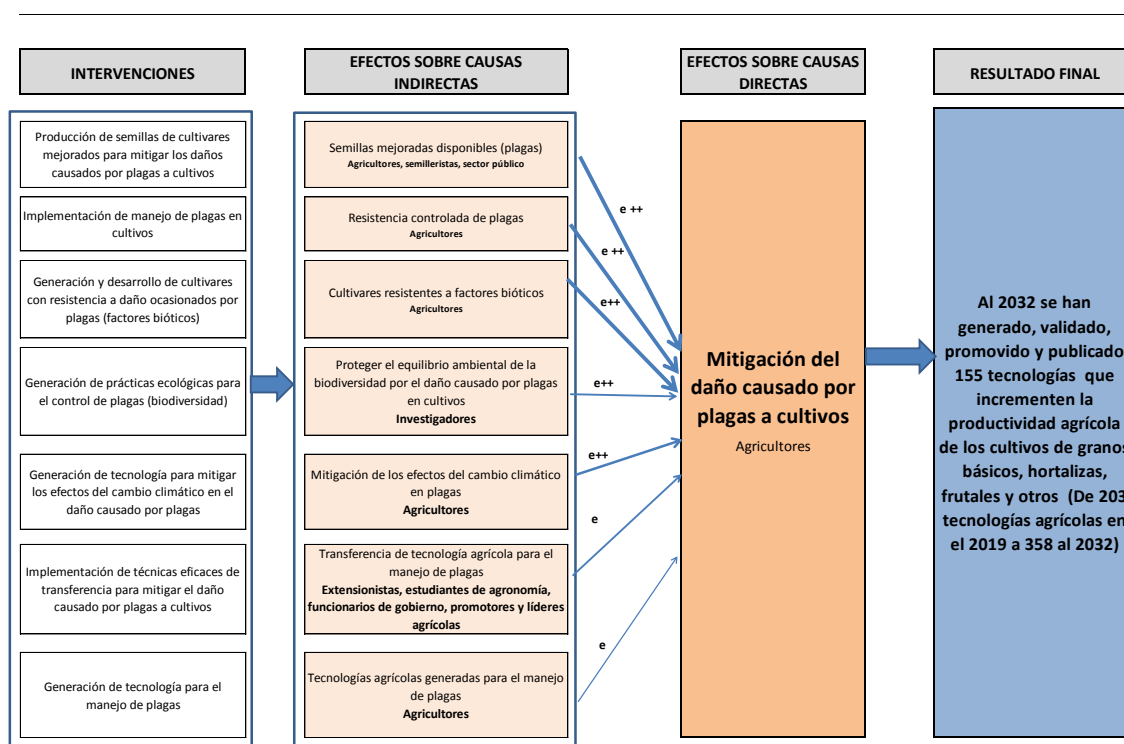 INTERVENCIONES
EFECTOS SOBRE CAUSAS
INDIRECTAS
EFECTOS SOBRE CAUSAS
DIRECTAS
RESULTADO FINAL
Producción de semillas de cultivares
mejorados para mitigar los daños
causados por plagas a cultivos
Implementación de manejo de plagas en
cultivos
Generación y desarrollo de cultivares
con resistencia a daño ocasionados por
plagas (factores bióticos)
Generación de prácticas ecológicas para
el control de plagas (biodiversidad)
Generación de tecnología para mitigar
los efectos del cambio climático en el
daño causado por plagas
Implementación de técnicas eficaces de
transferencia para mitigar el daño
causado por plagas a cultivos
Generación de tecnología para el
manejo de plagas
Semillas mejoradas disponibles (plagas)
Agricultores, semilleristas, sector público
Resistencia controlada de plagas
Agricultores
Cultivares resistentes a factores bióticos
Agricultores
Proteger el equilibrio ambiental de la
biodiversidad por el daño causado por plagas
en cultivos
Investigadores
Mitigación de los efectos del cambio climático
en plagas
Agricultores
Transferencia de tecnología agrícola para el
manejo de plagas
Extensionistas, estudiantes de agronomía,
funcionarios de gobierno, promotores y líderes
agrícolas
Tecnologías agrícolas generadas para el manejo
de plagas
Agricultores
e ++
e ++
e++
e++
e++
e
e
Mitigación del
daño causado por
plagas a cultivos
Agricultores
Al 2032 se han
generado, validado,
promovido y publicado
155 tecnologías que
incrementen la
productividad agrícola
de los cultivos de granos
básicos, hortalizas,
frutales y otros (De 203
tecnologías agrícolas en
el 2019 a 358 al 2032)